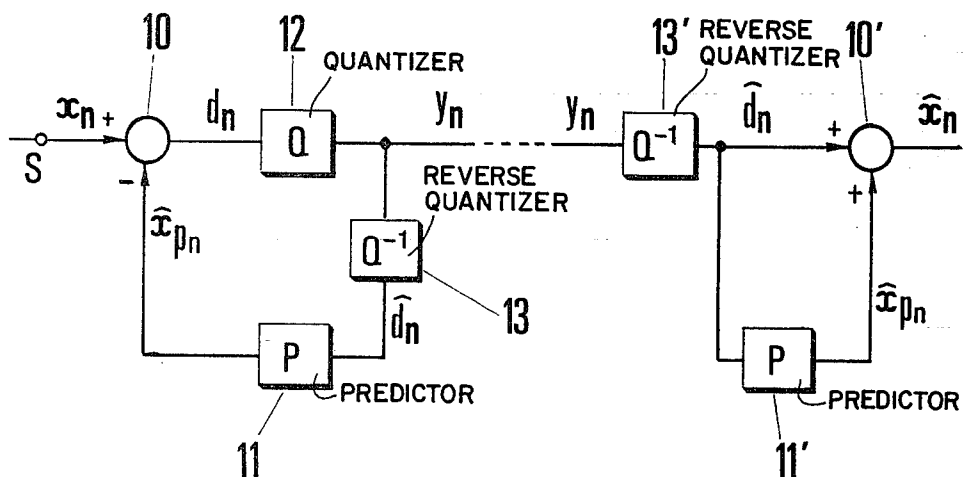 10
12
13′ REVERSE QUANTIZER
10′
QUANTIZER
x̂n
d̂n
xn +
dn
Q
yn
yn
Q⁻¹
+
S
-
REVERSE QUANTIZER
+
x̂pn
Q⁻¹
13
d̂n
x̂pn
P
P
PREDICTOR
PREDICTOR
11
11′